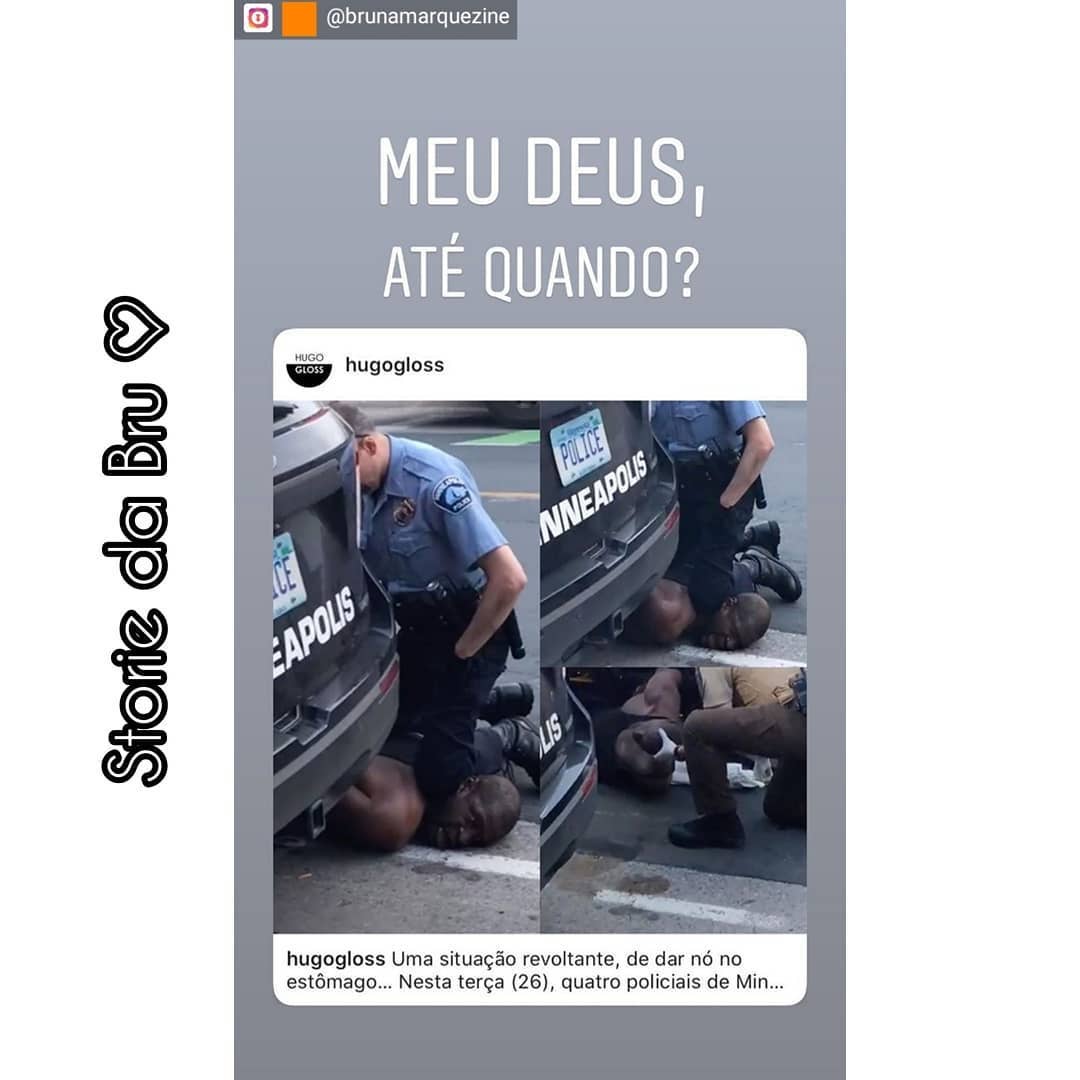 @brunamarquezine
MEU DEUS,
ATÉ QUANDO?
Storie da Bru
HUGO
GLOSS
hugogloss
POLICE
NNEAPOLIS
ICE
EAPOLIS
LIS
hugogloss Uma situação revoltante, de dar nó no
estômago... Nesta terça (26), quatro policiais de Min...